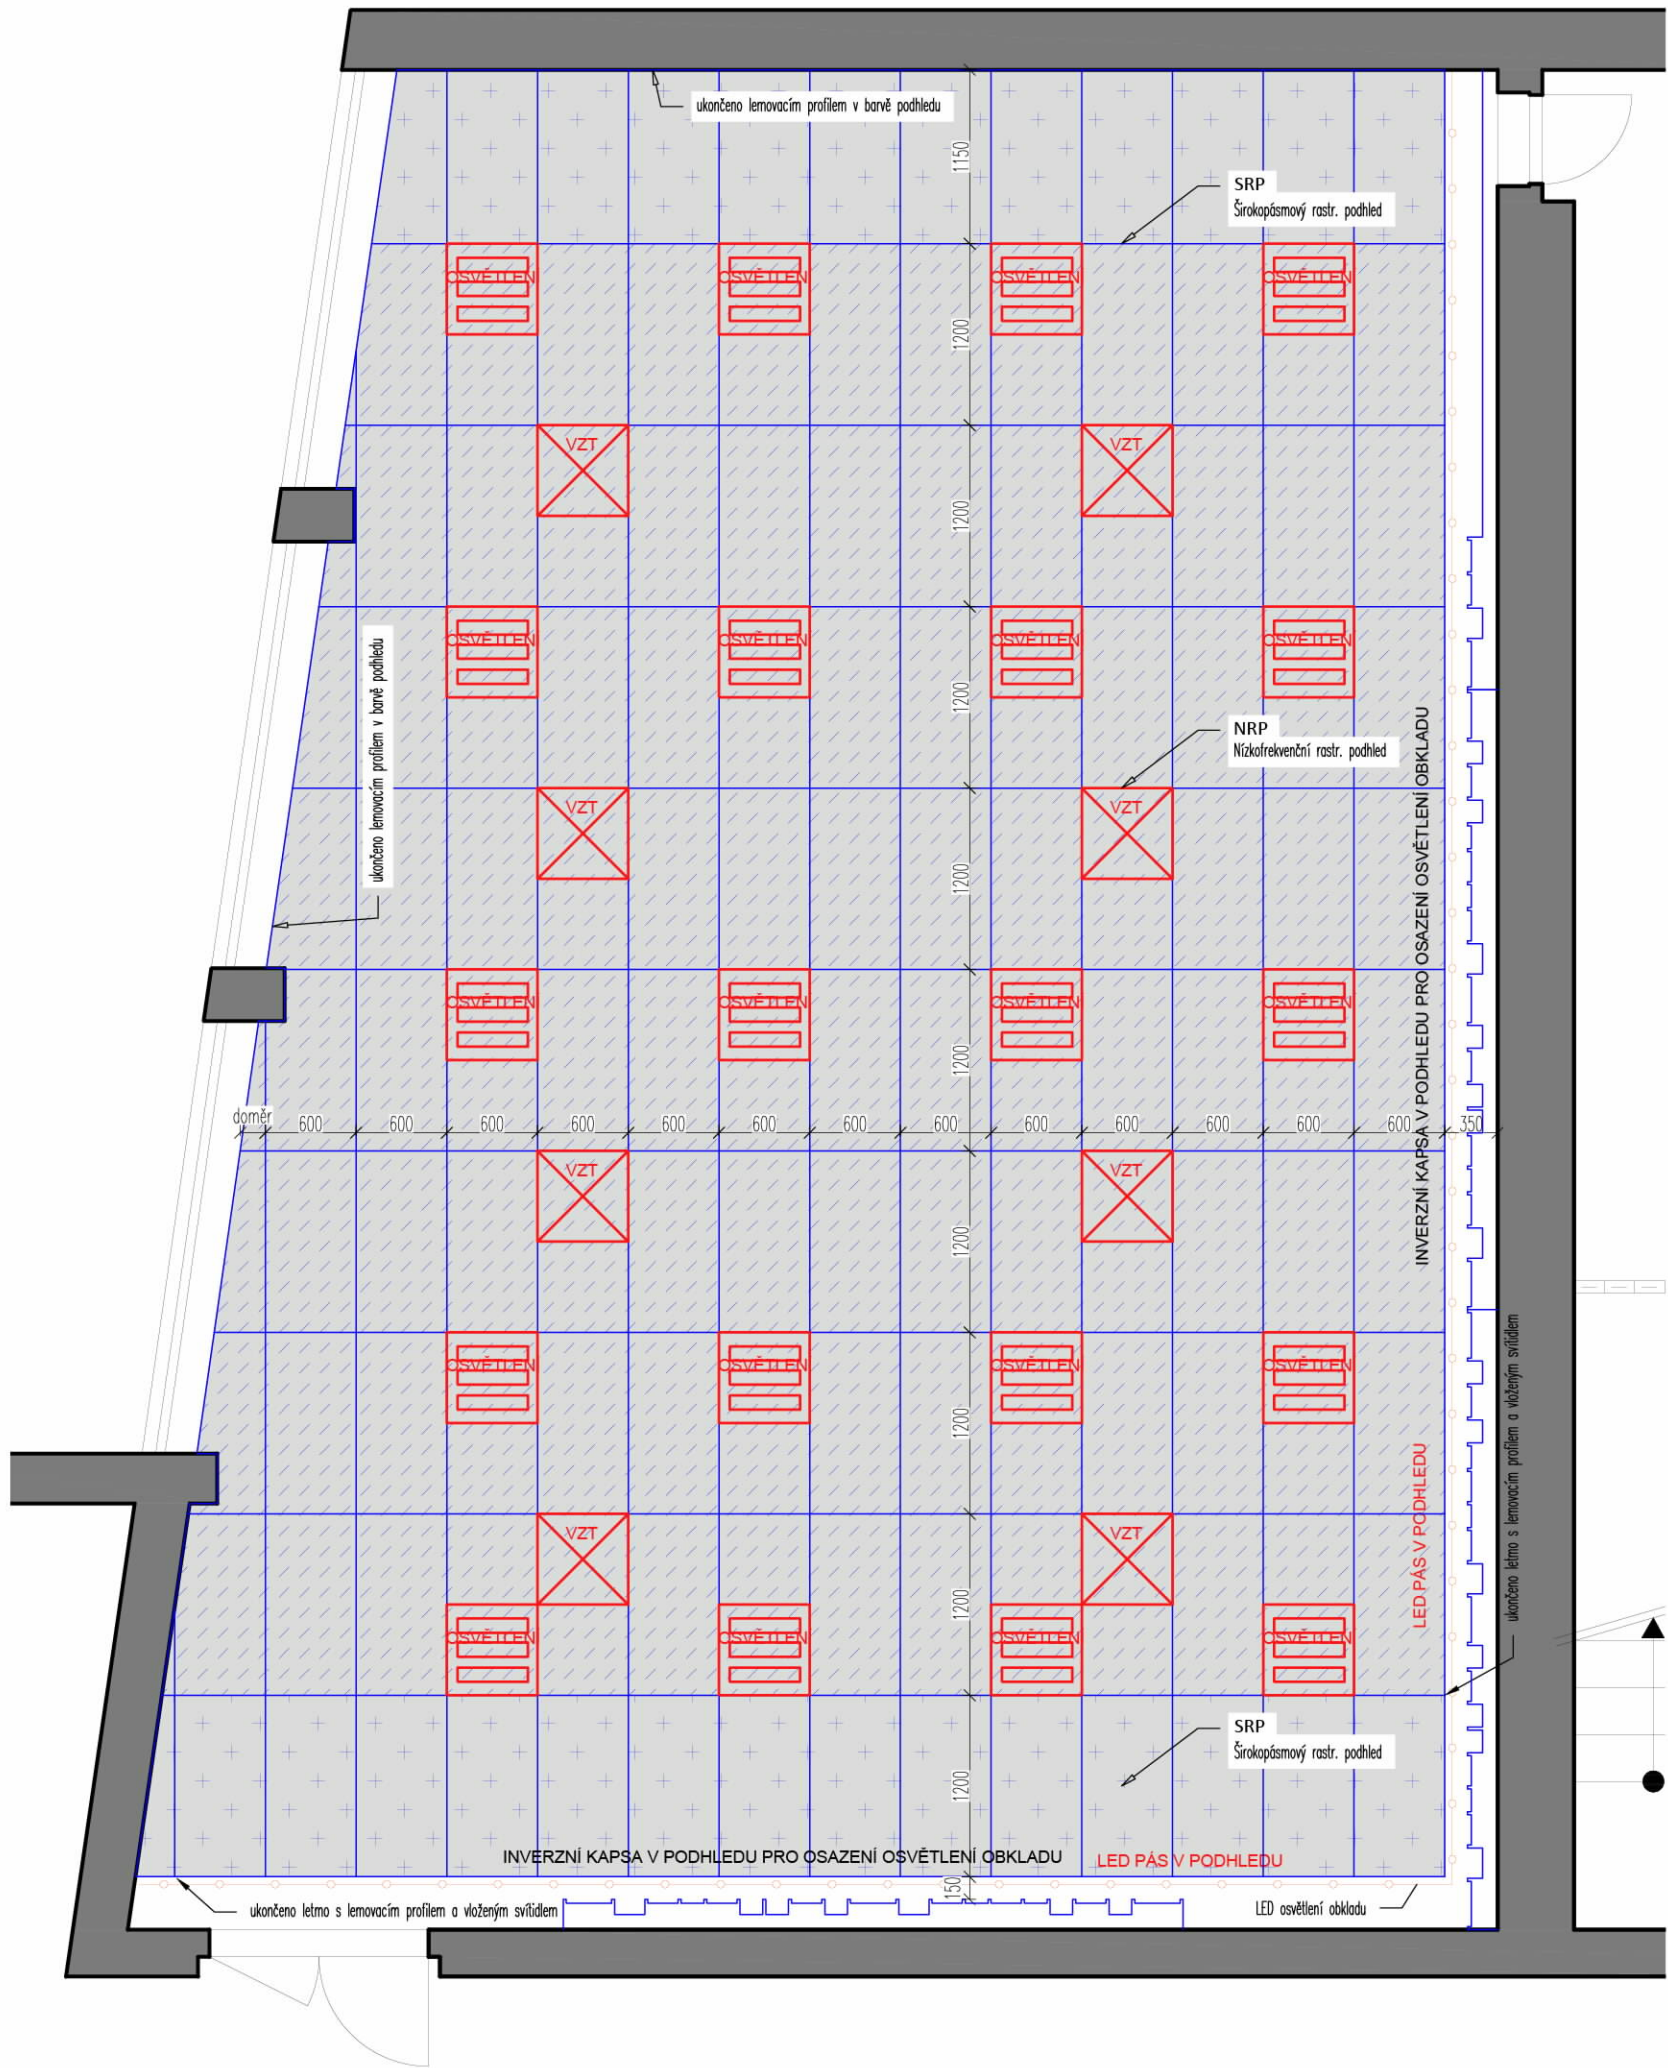 ukončeno lemovacím profilem v barvě podhledu
1150
SRP
Širokopásmový rastr. podhled
OSVĚTLEN
OSVĚTLEN
OSVĚTLEN
OSVĚTLEN
1200
VZT
VZT
1200
OSVĚTLEN
OSVĚTLEN
OSVĚTLEN
OSVĚTLEN
1200
ukončeno lemovacím profilem v barvě podhledu
NRP
Nízkofrekvenční rastr. podhled
INVERZNÍ KAPSA V PODHLEDU PRO OSAZENÍ OSVĚTLENÍ OBKLADU
VZT
VZT
1200
OSVĚTLEN
OSVĚTLEN
OSVĚTLEN
OSVĚTLEN
1200
doměr
600
600
600
600
600
600
600
600
600
600
600
600
600
350
VZT
VZT
1200
OSVĚTLEN
OSVĚTLEN
OSVĚTLEN
OSVĚTLEN
1200
ukončeno letmo s lemovacím profilem a vloženým svítidlem
LED PÁS V PODHLEDU
VZT
VZT
1200
OSVĚTLEN
OSVĚTLEN
OSVĚTLEN
OSVĚTLEN
SRP
Širokopásmový rastr. podhled
1200
INVERZNÍ KAPSA V PODHLEDU PRO OSAZENÍ OSVĚTLENÍ OBKLADU
LED PÁS V PODHLEDU
150
ukončeno letmo s lemovacím profilem a vloženým svítidlem
LED osvětlení obkladu